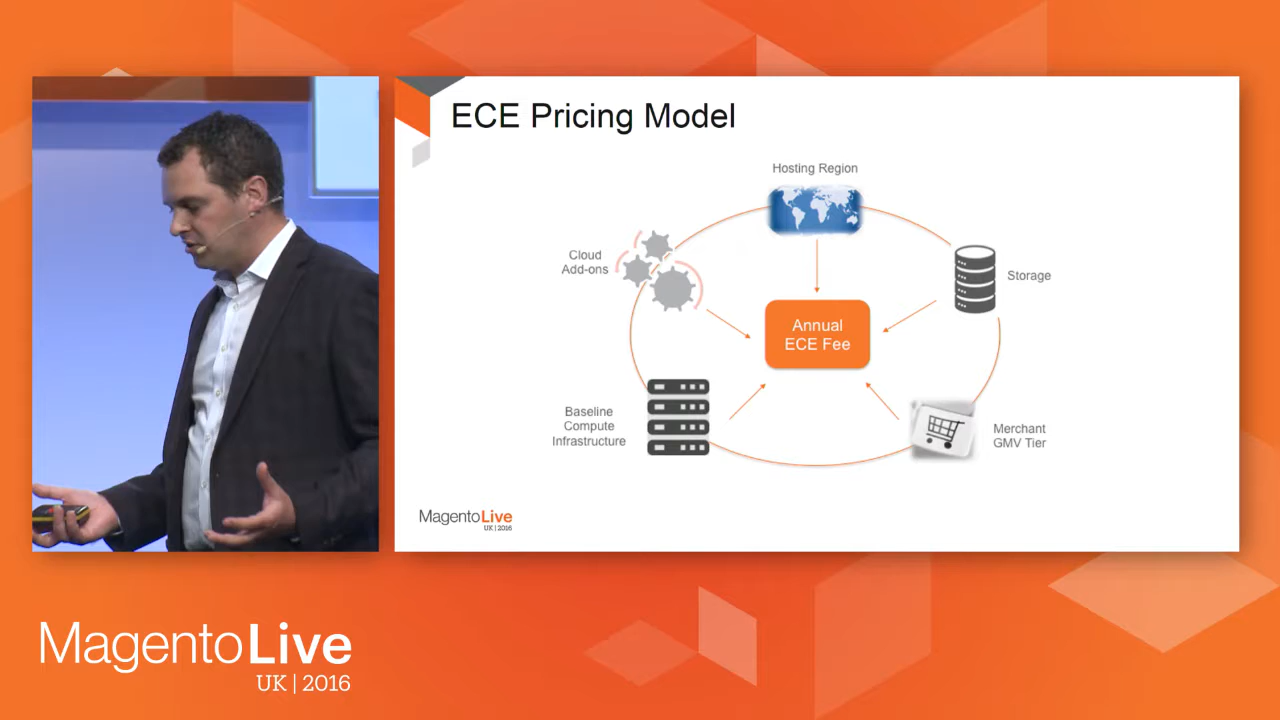 ECE Pricing Model
Hosting Region
Cloud
Add-ons
Storage
Annual
ECE Fee
Baseline
Compute
Infrastructure
Merchant
GMV Tier
MagentoLive
UK | 2016
MagentoLive
UK | 2016